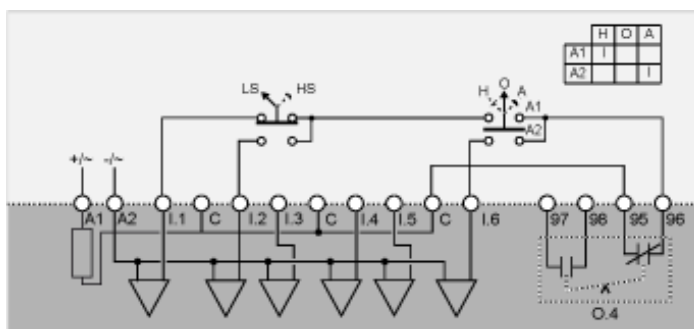 H O A
A1 I
A2 I
LS HS
H O A
A1
A2
+/~ -/~
A1 A2 I.1 C I.2 I.3 C I.4 I.5 C I.6 97 98 95 96
O.4